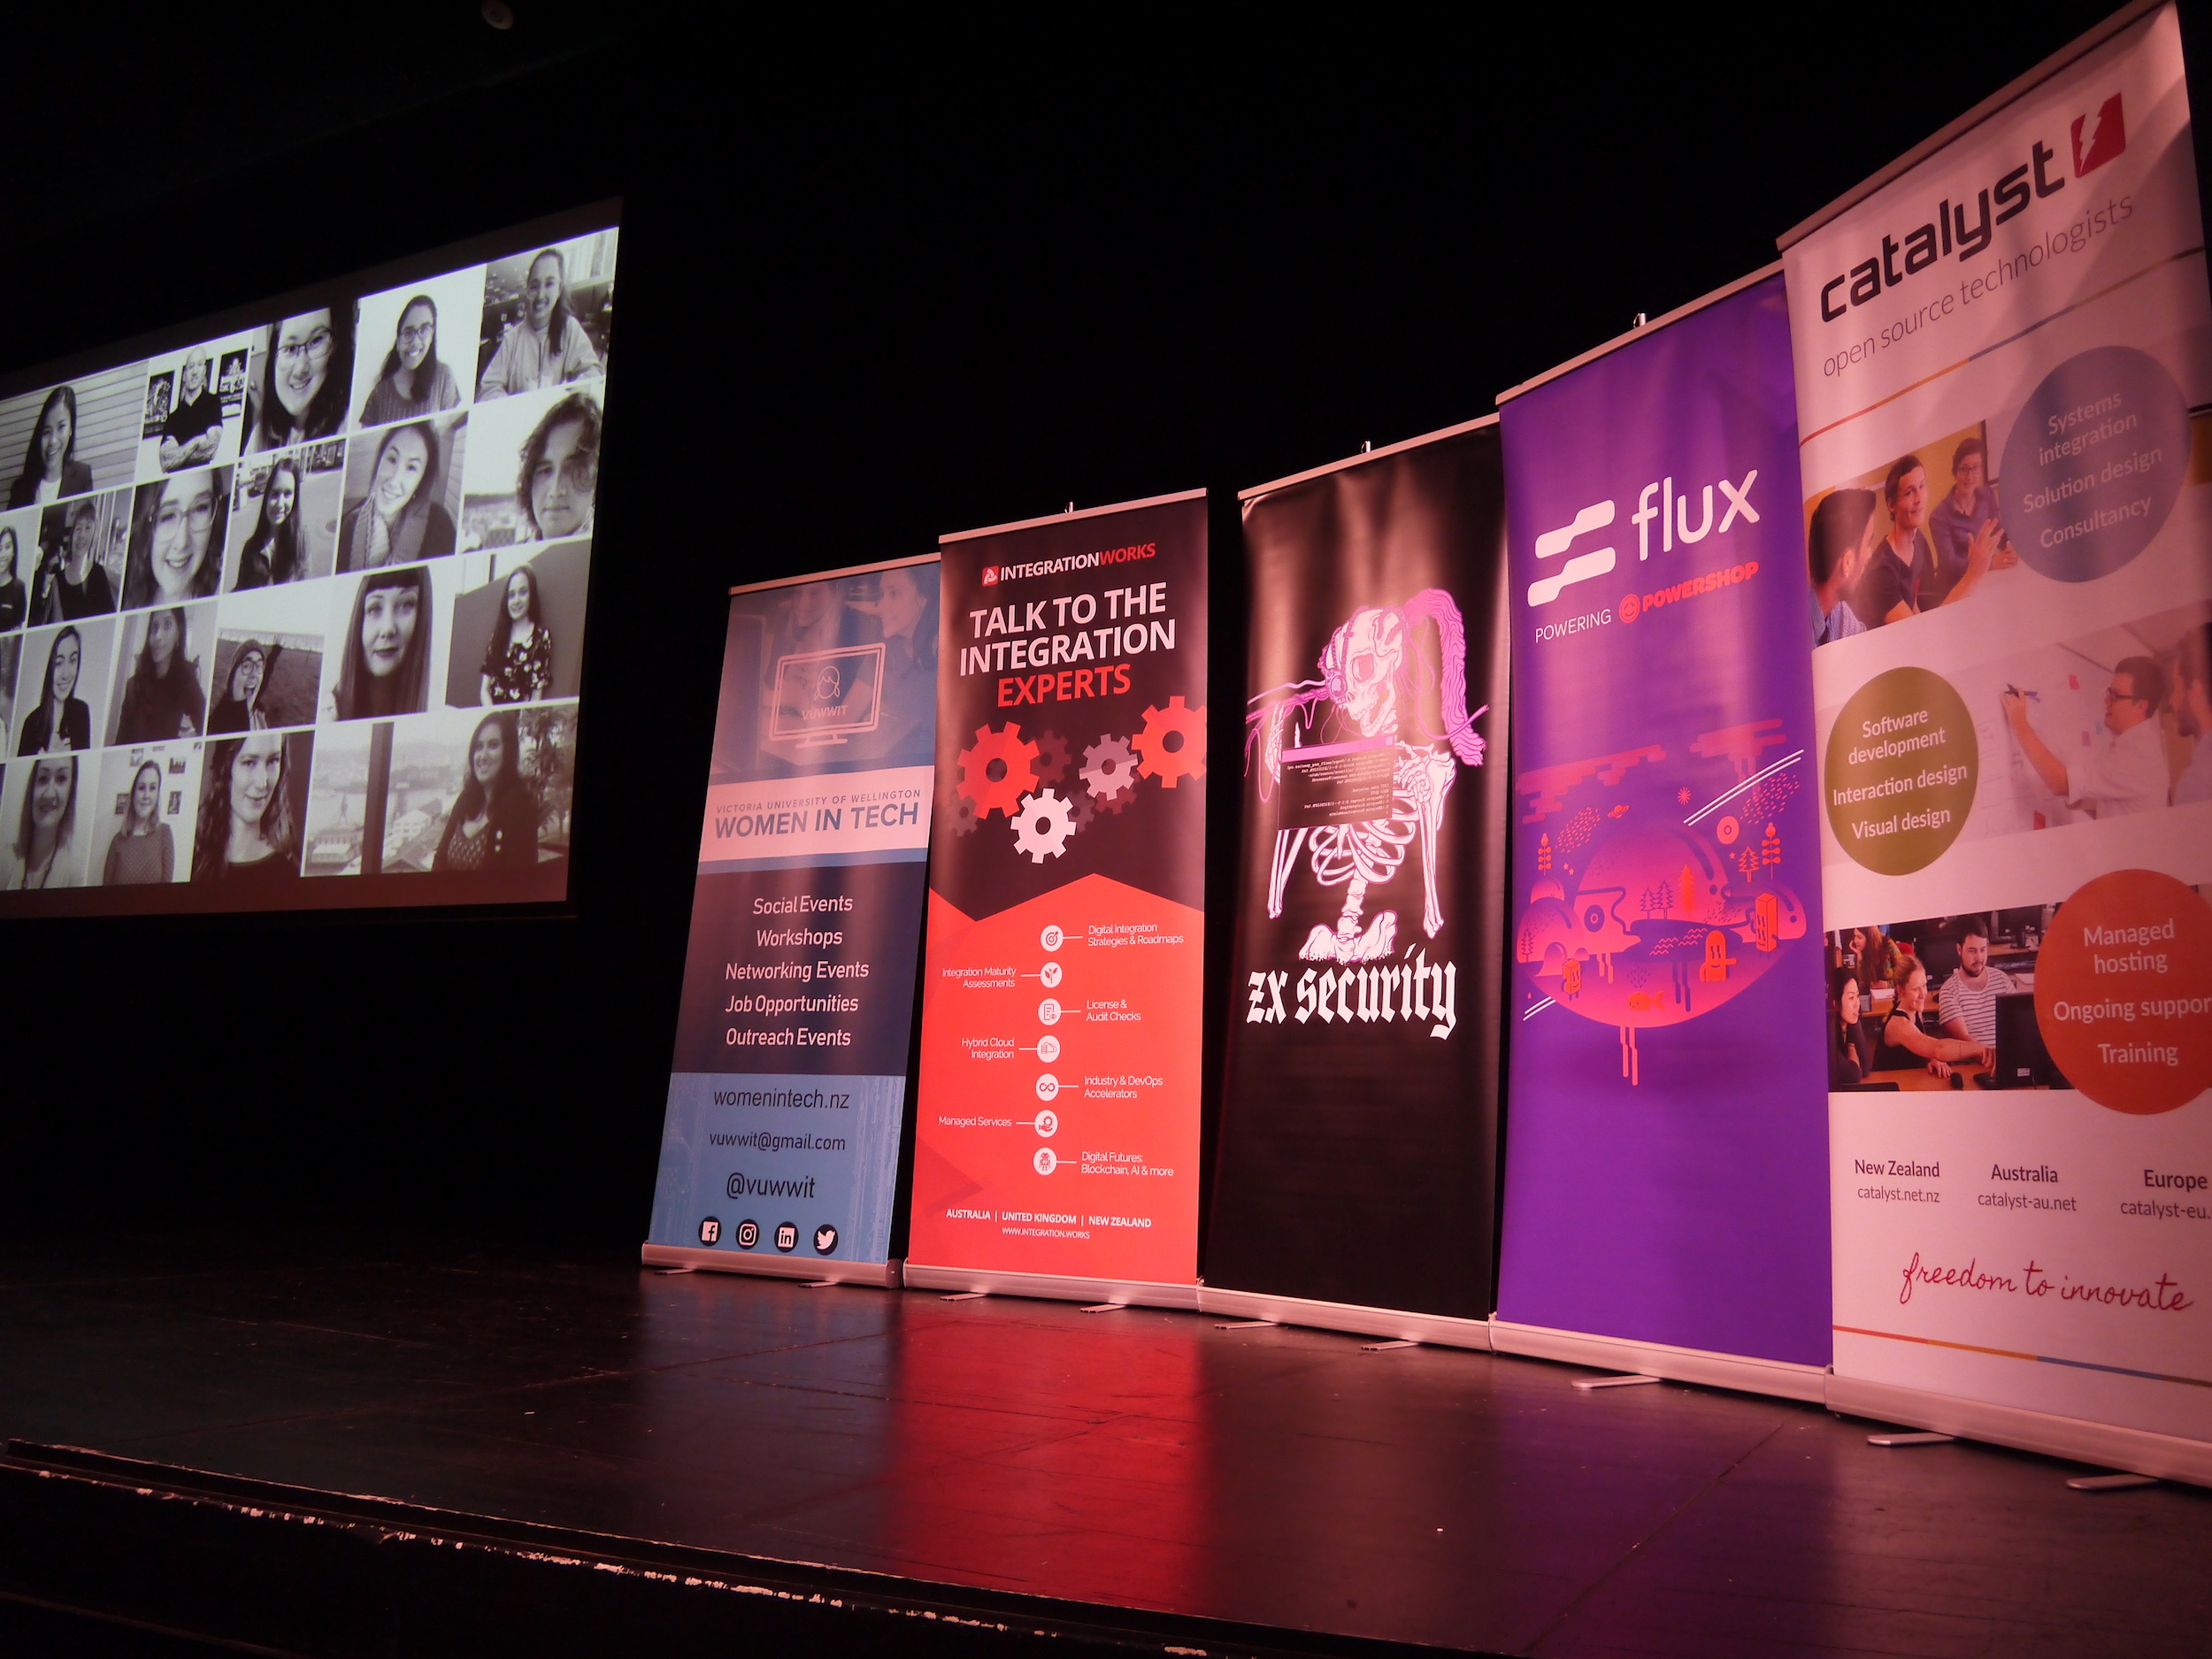 VUWWIT
VICTORIA UNIVERSITY OF WELLINGTON
WOMEN IN TECH
Social Events
Workshops
Networking Events
Job Opportunities
Outreach Events
womenintech.nz
vuwwit@gmail.com
@vuwwit
INTEGRATIONWORKS
TALK TO THE
INTEGRATION
EXPERTS
Digital Integration
Strategies & Roadmaps
Integration Maturity
Assessments
License &
Audit Checks
Hybrid Cloud
Integration
Industry & DevOps
Accelerators
Managed Services
Digital Futures:
Blockchain, AI & more
AUSTRALIA | UNITED KINGDOM | NEW ZEALAND
WWW.INTEGRATION.WORKS
zx security
flux
POWERING POWERSHOP
catalyst
open source technologists
Systems
integration
Solution design
Consultancy
Software
development
Interaction design
Visual design
Managed
hosting
Ongoing suppor
Training
New Zealand
catalyst.net.nz
Australia
catalyst-au.net
Europe
catalyst-eu.
freedom to innovate